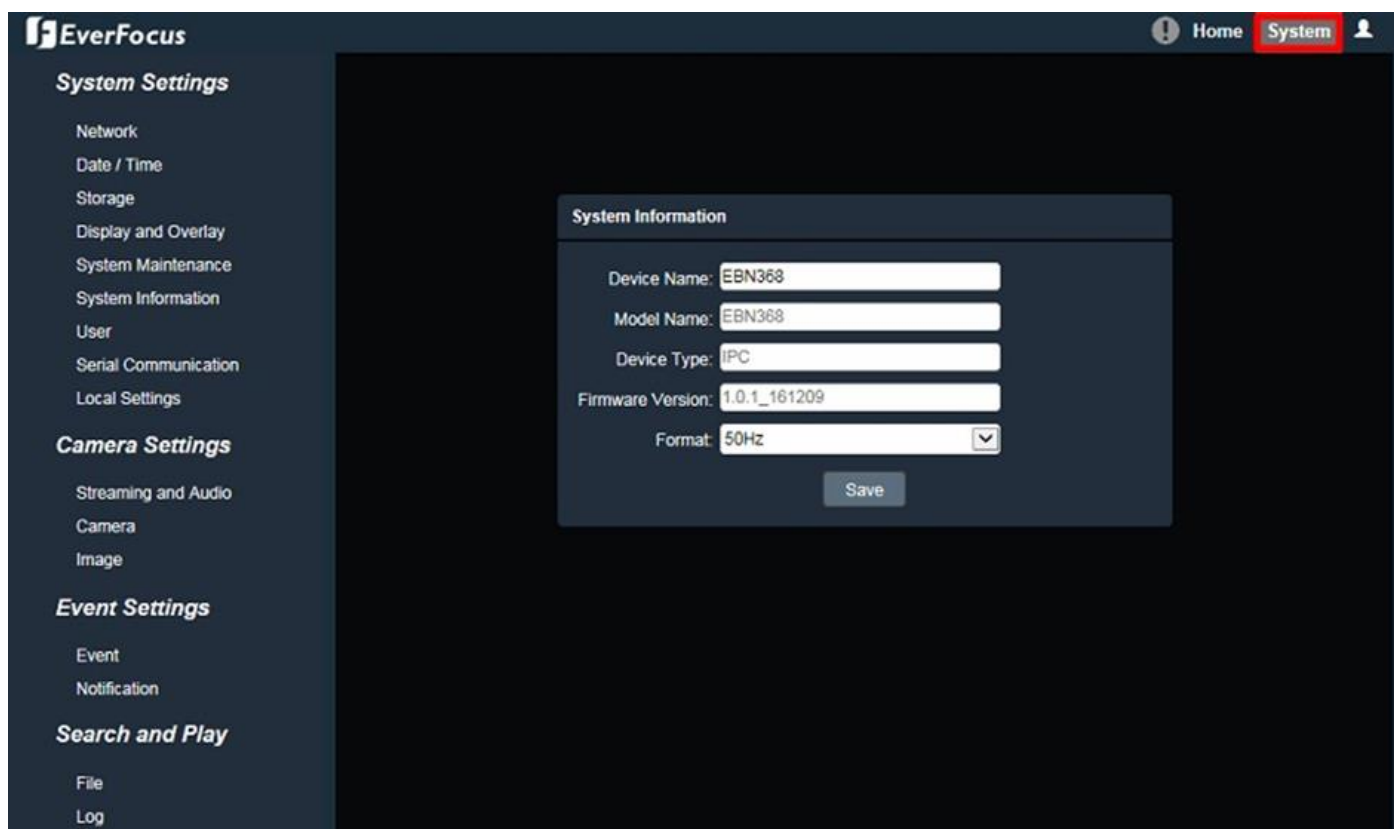 EverFocus
Home System
System Settings
Network
Date / Time
Storage
Display and Overlay
System Maintenance
System Information
User
Serial Communication
Local Settings
Camera Settings
Streaming and Audio
Camera
Image
Event Settings
Event
Notification
Search and Play
File
Log
System Information
Device Name: EBN368
Model Name: EBN368
Device Type: IPC
Firmware Version: 1.0.1_161209
Format: 50Hz
Save